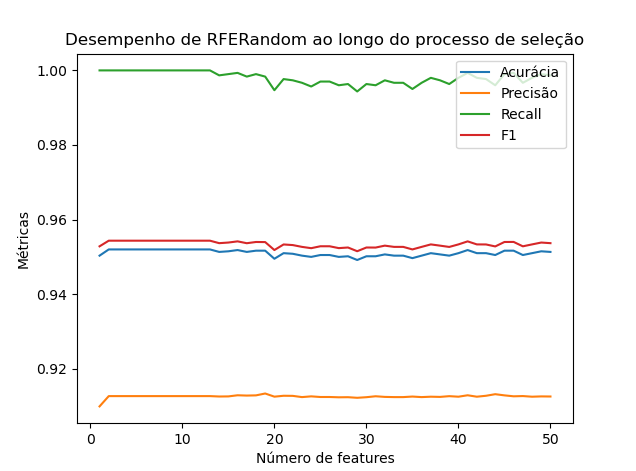 Desempenho de RFERandom ao longo do processo de seleção
Métricas
1.00
0.98
0.96
0.94
0.92
0
10
20
30
40
50
Número de features
Acurácia
Precisão
Recall
F1